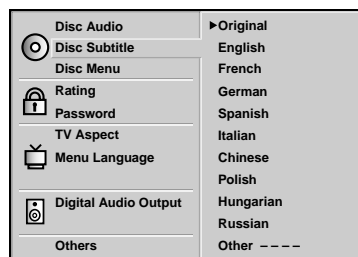 Disc Audio
Disc Subtitle
Disc Menu
Rating
Password
TV Aspect
Menu Language
Digital Audio Output
Others
▶Original
English
French
German
Spanish
Italian
Chinese
Polish
Hungarian
Russian
Other – – – –